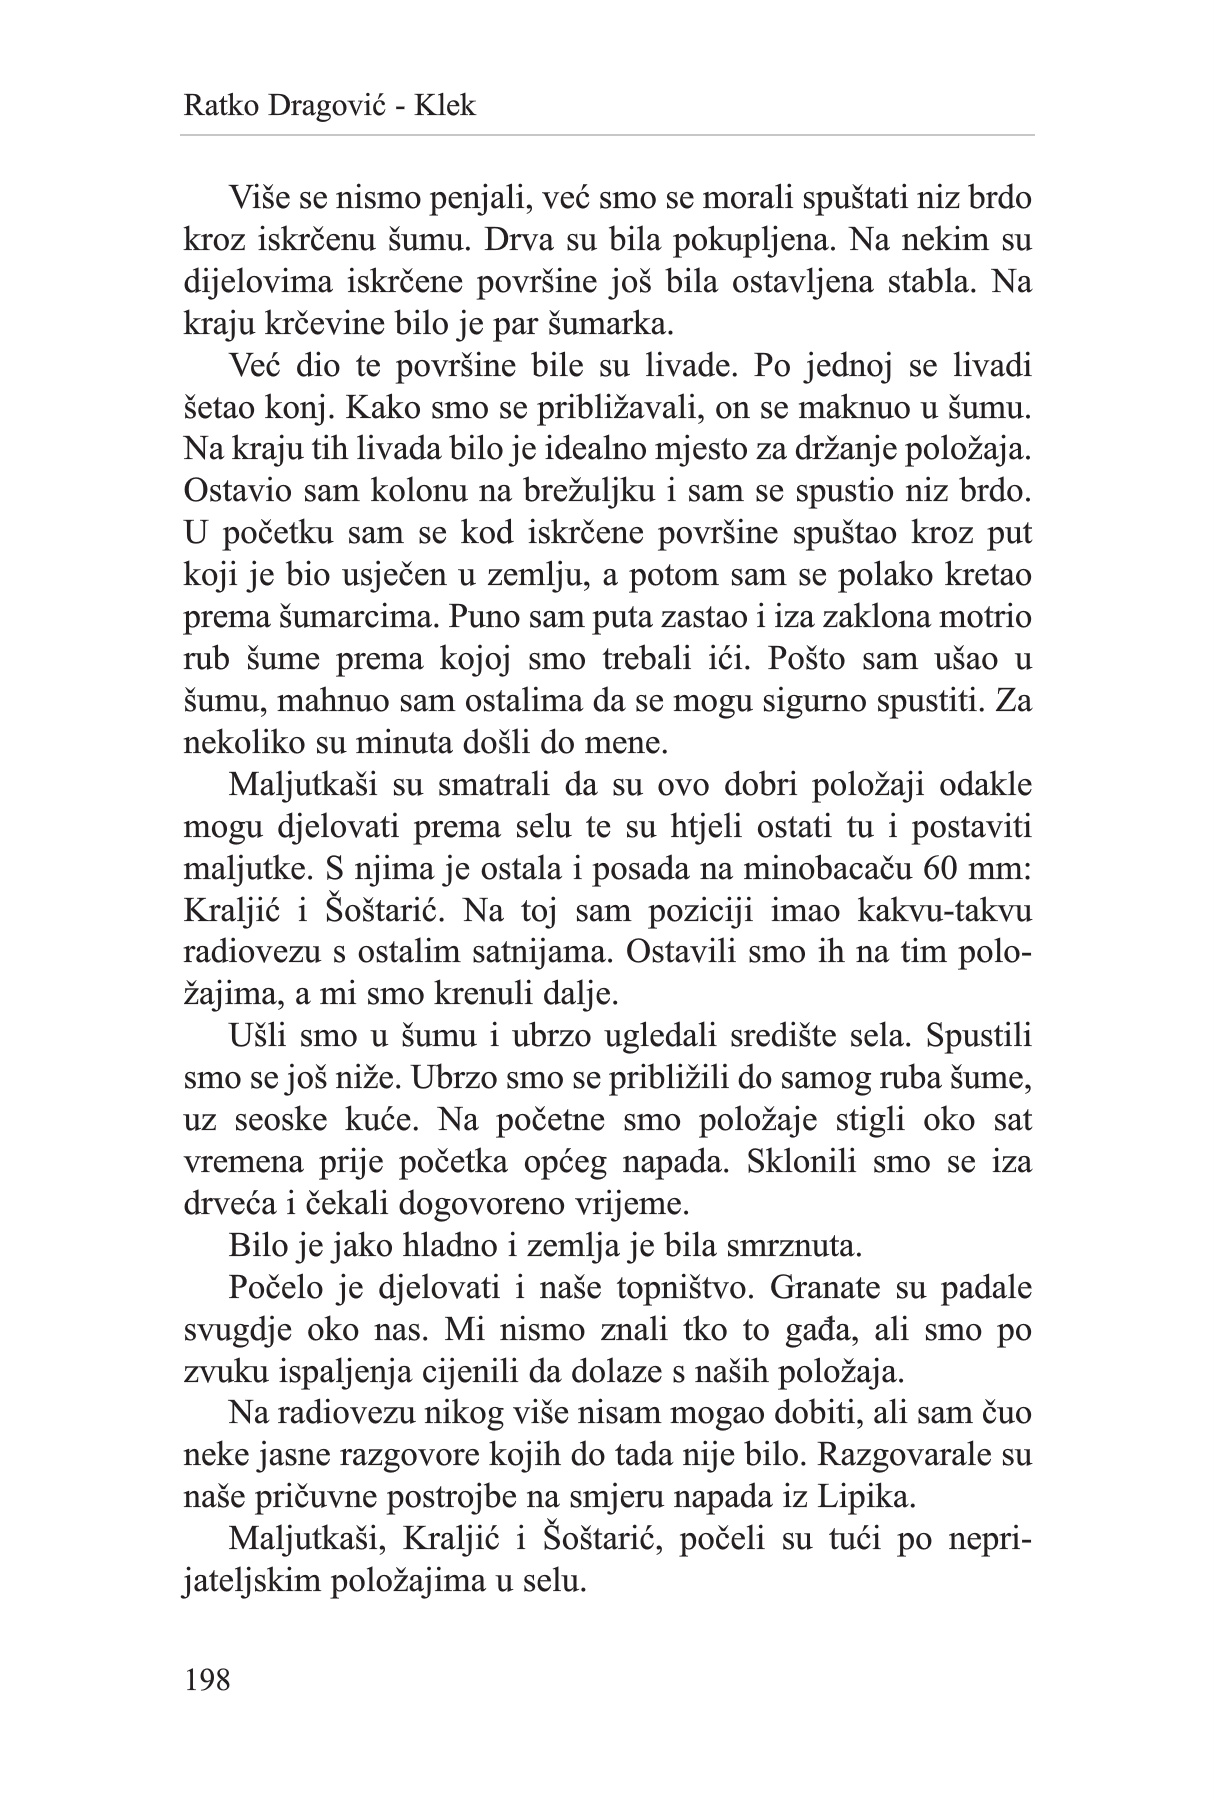 Ratko Dragović - Klek
Više se nismo penjali, već smo se morali spuštati niz brdo
kroz iskrčenu šumu. Drva su bila pokupljena. Na nekim su
dijelovima iskrčene površine još bila ostavljena stabla. Na
kraju krčevine bilo je par šumarka.
Već dio te površine bile su livade. Po jednoj se livadi
šetao konj. Kako smo se približavali, on se maknuo u šumu.
Na kraju tih livada bilo je idealno mjesto za držanje položaja.
Ostavio sam kolonu na brežuljku i sam se spustio niz brdo.
U početku sam se kod iskrčene površine spuštao kroz put
koji je bio usječen u zemlju, a potom sam se polako kretao
prema šumarcima. Puno sam puta zastao i iza zaklona motrio
rub šume prema kojoj smo trebali ići. Pošto sam ušao u
šumu, mahnuo sam ostalima da se mogu sigurno spustiti. Za
nekoliko su minuta došli do mene.
Maljutkaši su smatrali da su ovo dobri položaji odakle
mogu djelovati prema selu te su htjeli ostati tu i postaviti
maljutke. S njima je ostala i posada na minobacaču 60 mm:
Kraljić i Šoštarić. Na toj sam poziciji imao kakvu-takvu
radiovezu s ostalim satnijama. Ostavili smo ih na tim polo-
žajima, a mi smo krenuli dalje.
Ušli smo u šumu i ubrzo ugledali središte sela. Spustili
smo se još niže. Ubrzo smo se približili do samog ruba šume,
uz seoske kuće. Na početne smo položaje stigli oko sat
vremena prije početka općeg napada. Sklonili smo se iza
drveća i čekali dogovoreno vrijeme.
Bilo je jako hladno i zemlja je bila smrznuta.
Počelo je djelovati i naše topništvo. Granate su padale
svugdje oko nas. Mi nismo znali tko to gađa, ali smo po
zvuku ispaljenja cijenili da dolaze s naših položaja.
Na radiovezu nikog više nisam mogao dobiti, ali sam čuo
neke jasne razgovore kojih do tada nije bilo. Razgovarale su
naše pričuvne postrojbe na smjeru napada iz Lipika.
Maljutkaši, Kraljić i Šoštarić, počeli su tući po nepri-
jateljskim položajima u selu.
198